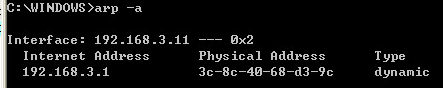 C:\WINDOWS>arp -a
Interface: 192.168.3.11 --- 0x2
Internet Address Physical Address Type
192.168.3.1 3c-8c-40-68-d3-9c dynamic